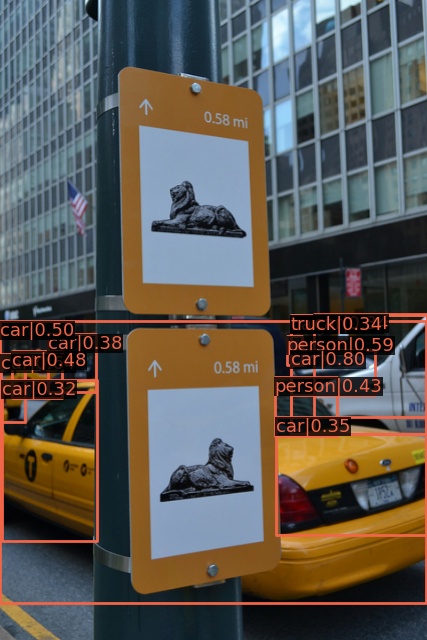 ↑ 0.58 mi
truck|0.34
car|0.50
car|0.38
person|0.59
car|0.48
car|0.80
↑ 0.58 mi
car|0.32
person|0.43
car|0.35
T